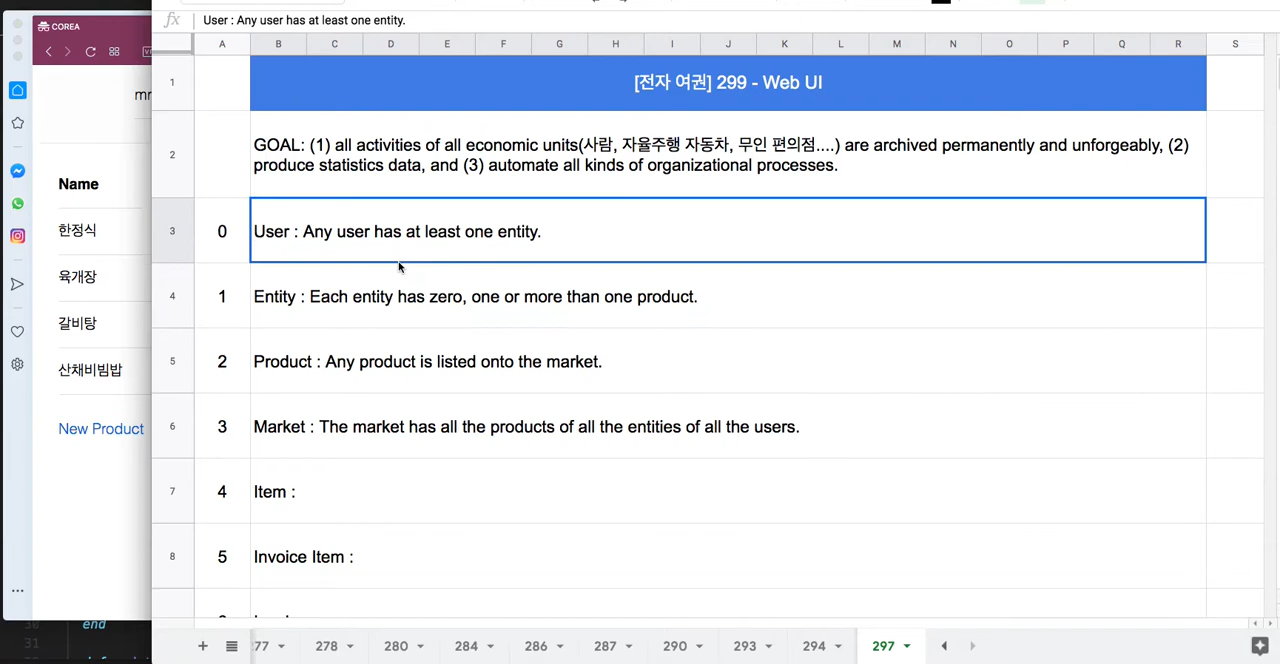 User : Any user has at least one entity.
COREA
A B C D E F G H I J K L M N O P Q R S
1 [전자 여권] 299 - Web UI
2 GOAL: (1) all activities of all economic units(사람, 자율주행 자동차, 무인 편의점....) are archived permanently and unforgeably, (2)
produce statistics data, and (3) automate all kinds of organizational processes.
3 0 User : Any user has at least one entity.
4 1 Entity : Each entity has zero, one or more than one product.
5 2 Product : Any product is listed onto the market.
6 3 Market : The market has all the products of all the entities of all the users.
7 4 Item :
8 5 Invoice Item :
Name
한정식
육개장
갈비탕
산채비빔밥
New Product
30 end
31
77 278 280 284 286 287 290 293 294 297